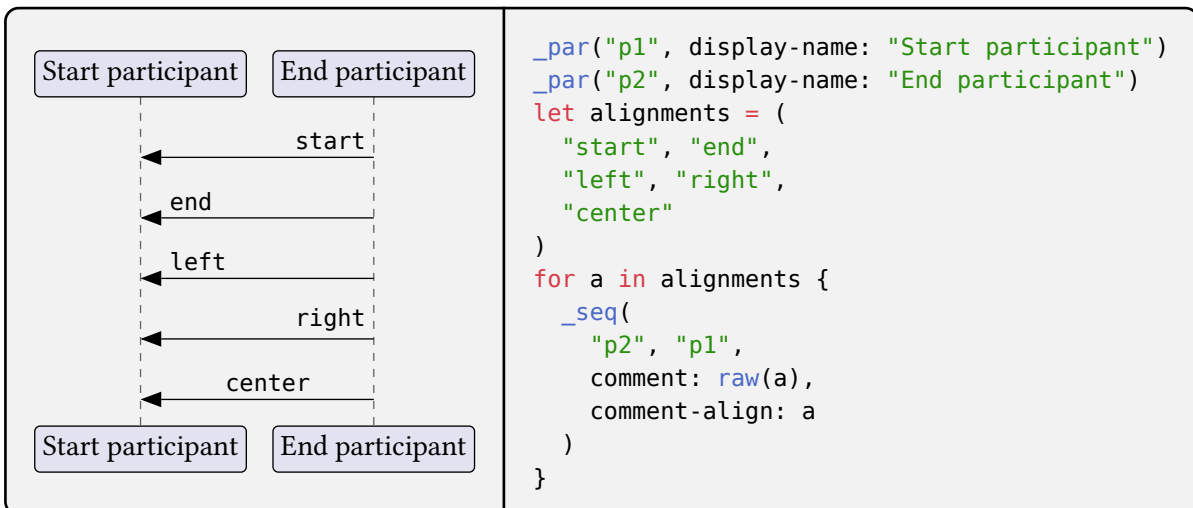 Start participant End participant
start
end
left
right
center
Start participant End participant
_par("p1", display-name: "Start participant")
_par("p2", display-name: "End participant")
let alignments = (
  "start", "end",
  "left", "right",
  "center"
)
for a in alignments {
  _seq(
    "p2", "p1",
    comment: raw(a),
    comment-align: a
  )
}